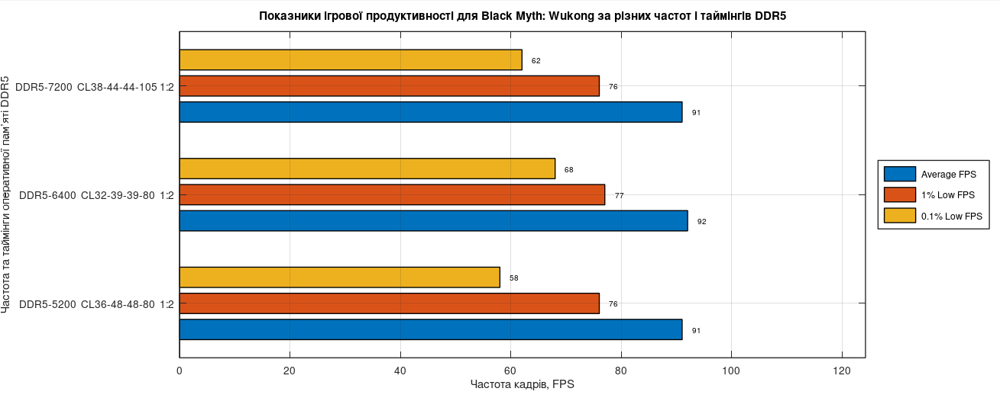 Показники ігрової продуктивності для Black Myth: Wukong за різних частот і таймінгів DDR5
Частота та таймінги оперативної пам'яті DDR5
DDR5-7200 CL38-44-44-105 1:2
62
76
91
DDR5-6400 CL32-39-39-80 1:2
68
77
92
DDR5-5200 CL36-48-48-80 1:2
58
76
91
0 20 40 60 80 100 120
Частота кадрів, FPS
Average FPS
1% Low FPS
0.1% Low FPS